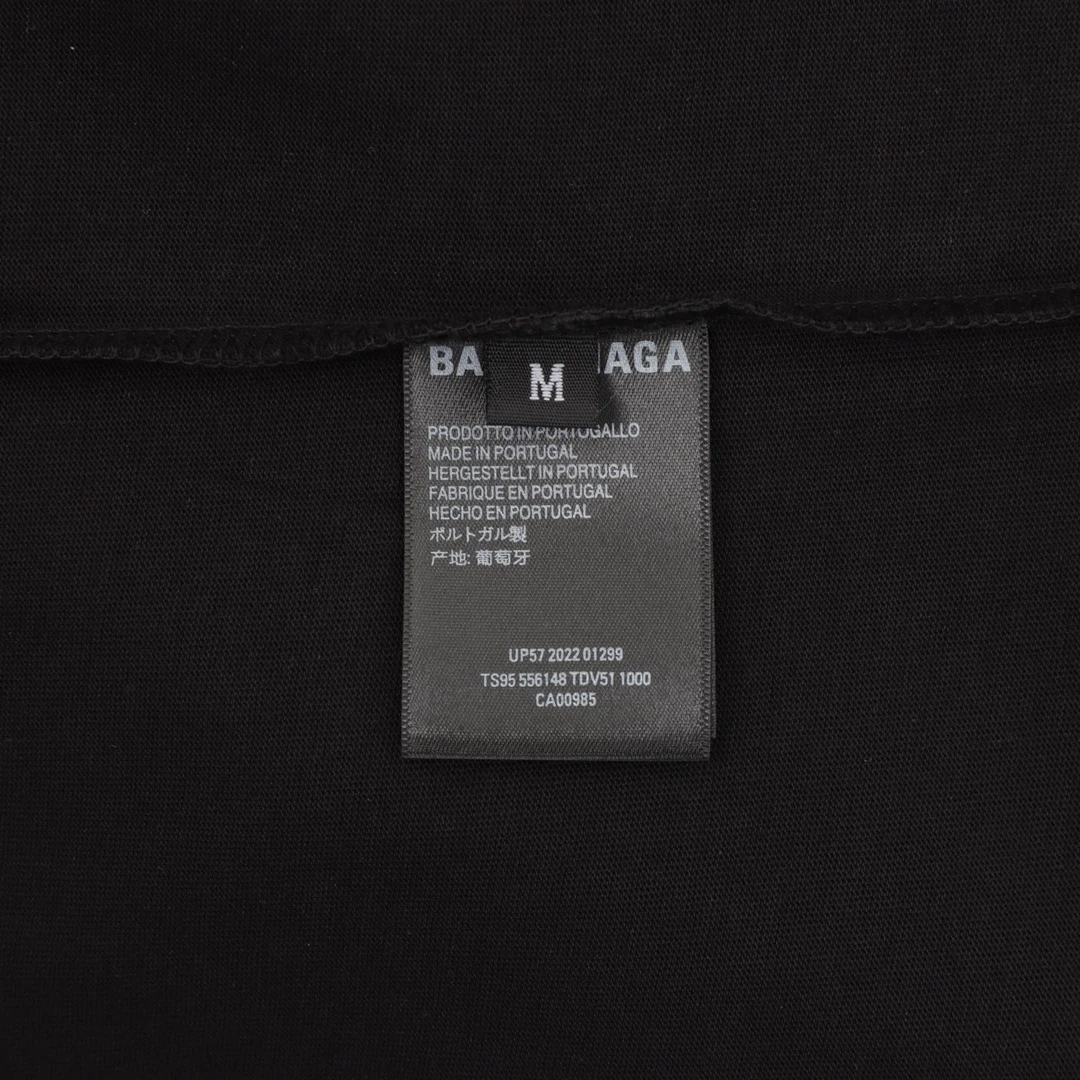 BA AGA
M
PRODOTTO IN PORTOGALLO
MADE IN PORTUGAL
HERGESTELLT IN PORTUGAL
FABRIQUE EN PORTUGAL
HECHO EN PORTUGAL
ポルトガル製
产地: 葡萄牙
UP57 2022 01299
TS95 556148 TDV51 1000
CA00985